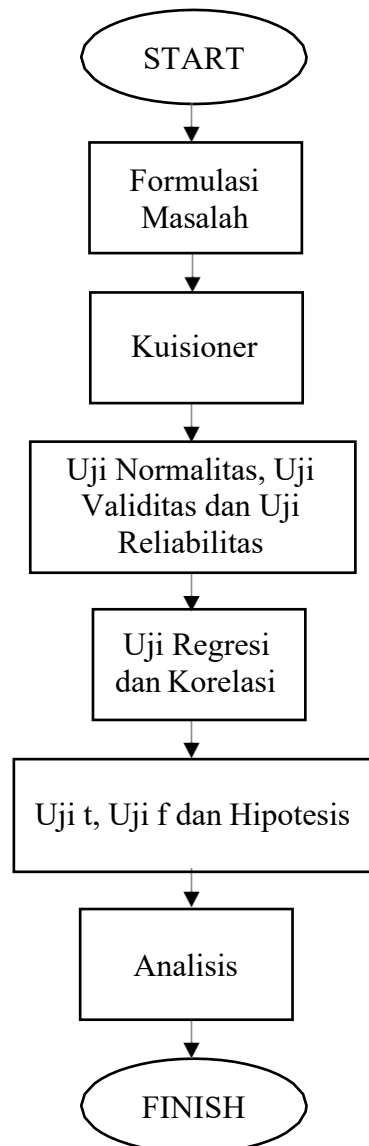 START
Formulasi
Masalah
Kuisioner
Uji Normalitas, Uji
Validitas dan Uji
Reliabilitas
Uji Regresi
dan Korelasi
Uji t, Uji f dan Hipotesis
Analisis
FINISH